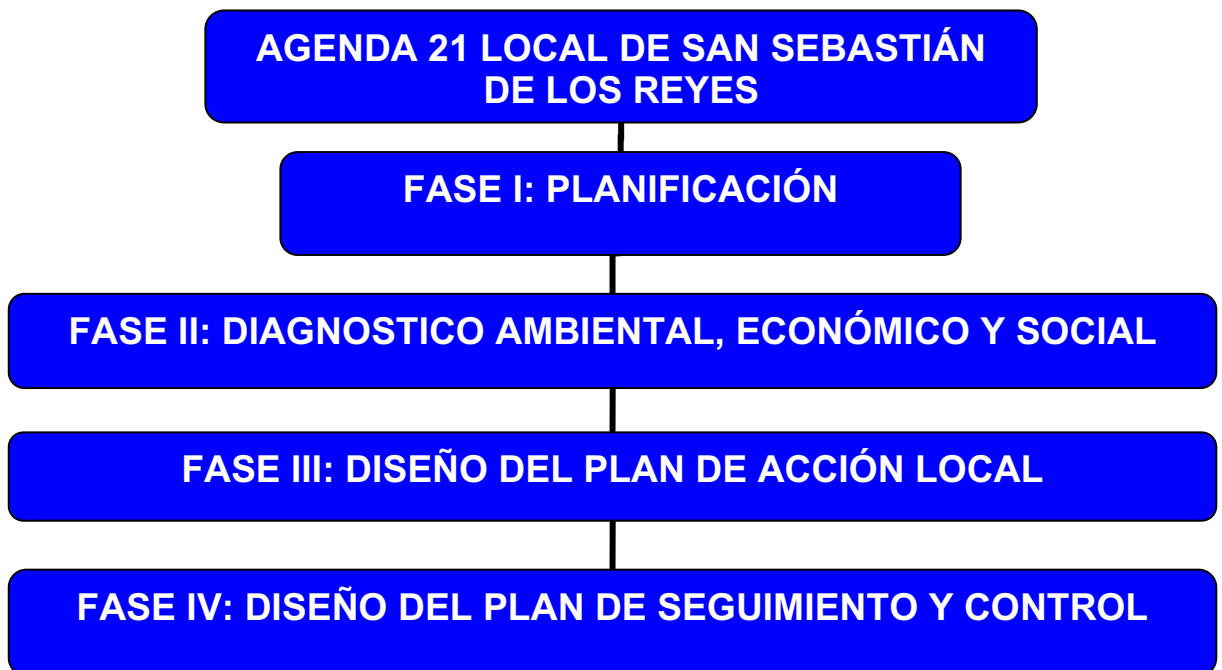 AGENDA 21 LOCAL DE SAN SEBASTIÁN
DE LOS REYES
FASE I: PLANIFICACIÓN
FASE II: DIAGNOSTICO AMBIENTAL, ECONÓMICO Y SOCIAL
FASE III: DISEÑO DEL PLAN DE ACCIÓN LOCAL
FASE IV: DISEÑO DEL PLAN DE SEGUIMIENTO Y CONTROL